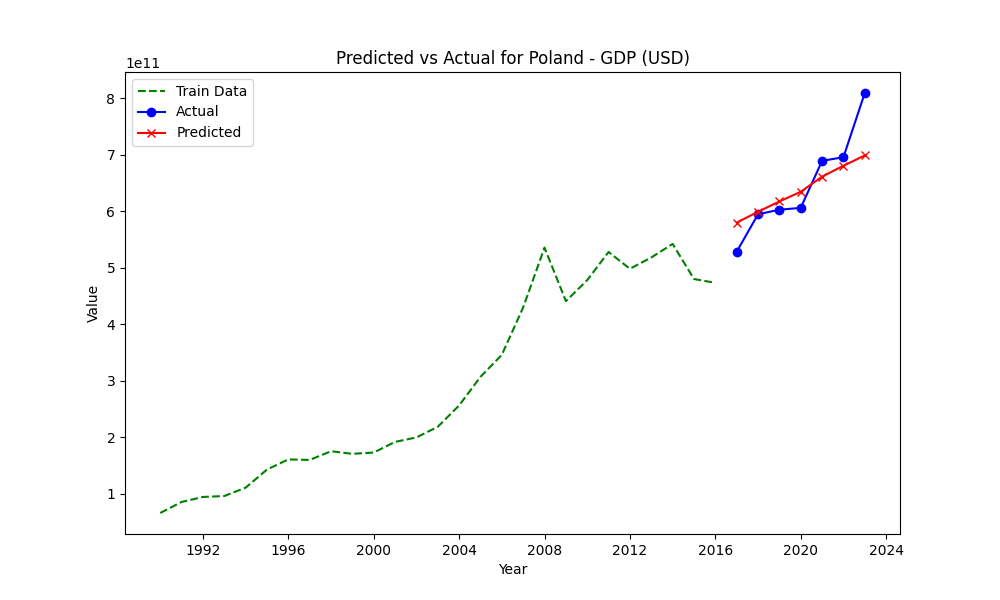 Predicted vs Actual for Poland - GDP (USD)
1e11
Train Data
Actual
Predicted
8
7
6
5
4
3
2
1
Value
1992 1996 2000 2004 2008 2012 2016 2020 2024
Year